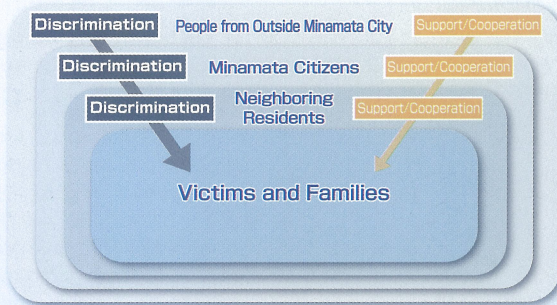 Discrimination People from Outside Minamata City Support/Cooperation
Discrimination Minamata Citizens Support/Cooperation
Discrimination Neighboring Residents Support/Cooperation
Victims and Families